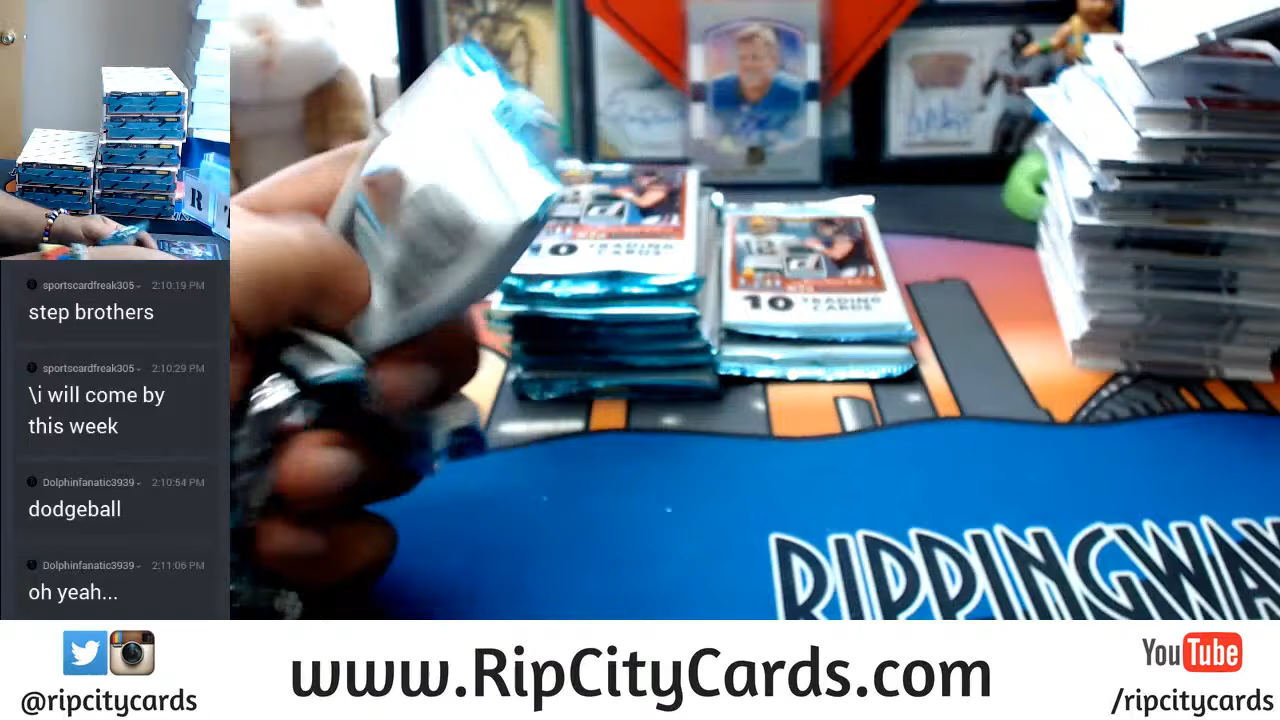 sportscardfreak305 2:10:19 PM
step brothers
sportscardfreak305 2:10:29 PM
\i will come by
this week
Dolphinfanatic3939 2:10:54 PM
dodgeball
Dolphinfanatic3939 2:11:06 PM
oh yeah...
R
10 TRADING
CARDS
12
10 TRADING
CARDS
RIPPINGWA
@ripcitycards
www.RipCityCards.com
YouTube
/ripcitycards